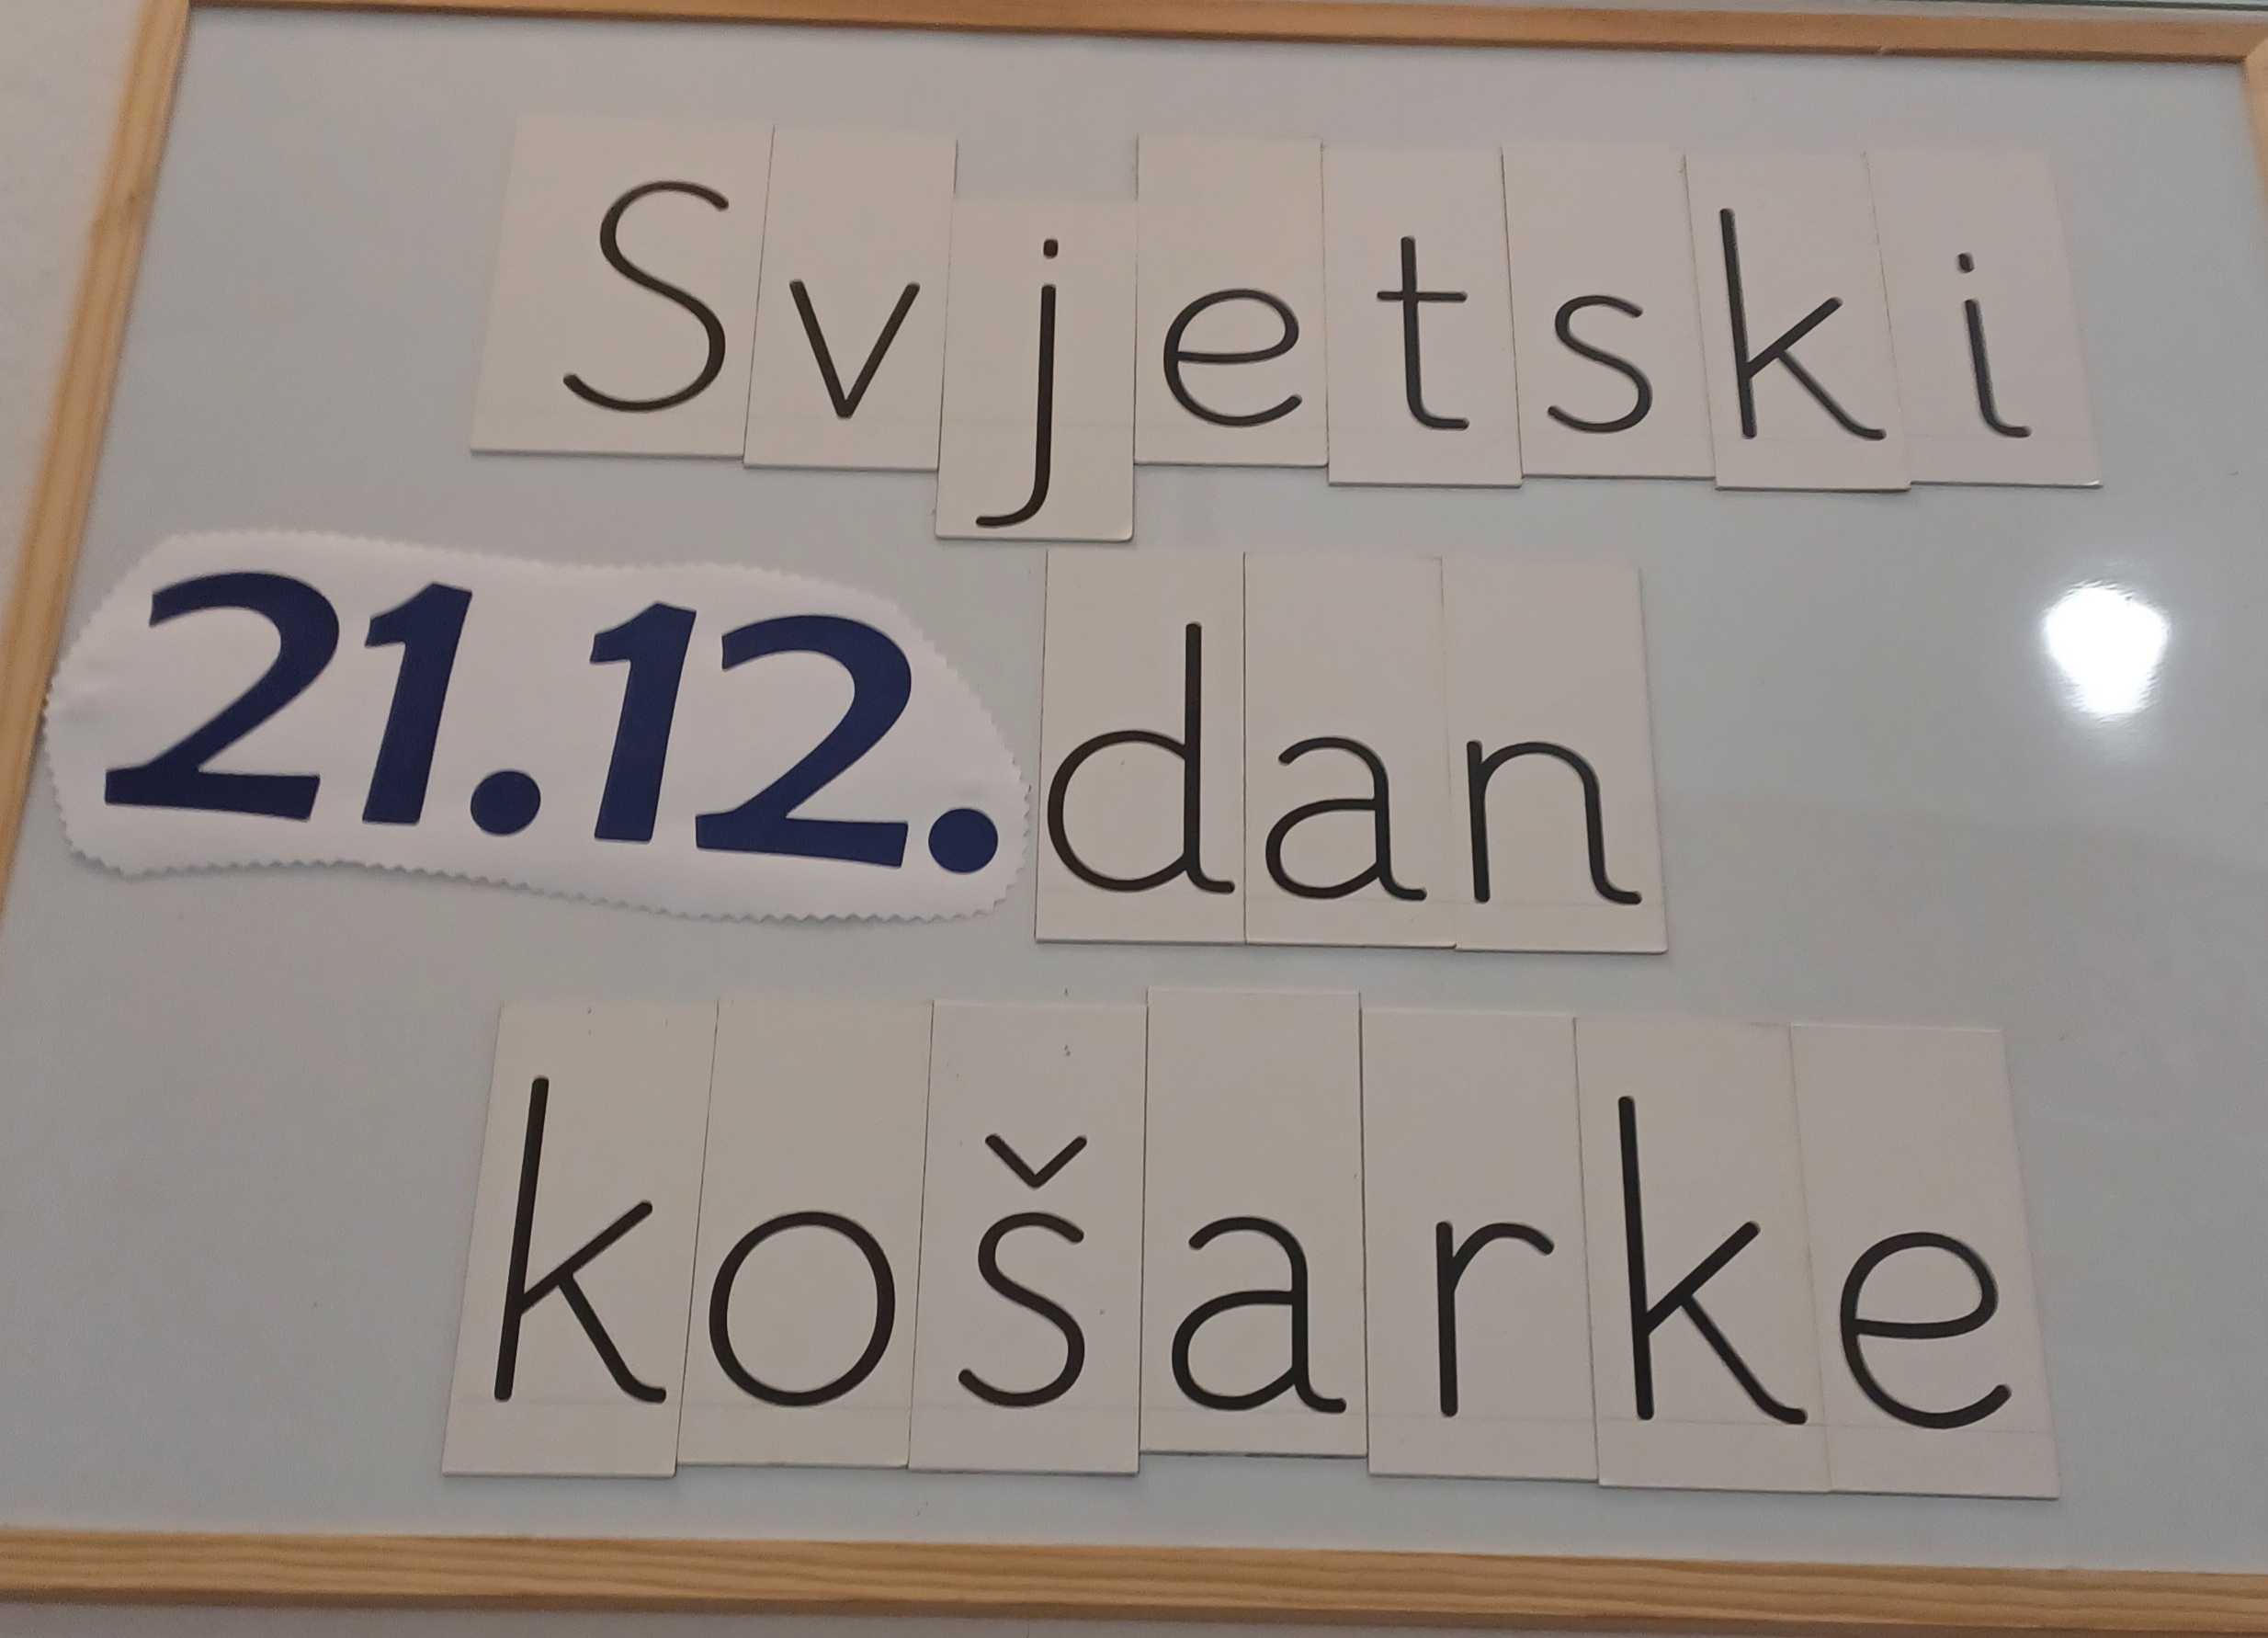 Svjetski
21.12. dan
košarke